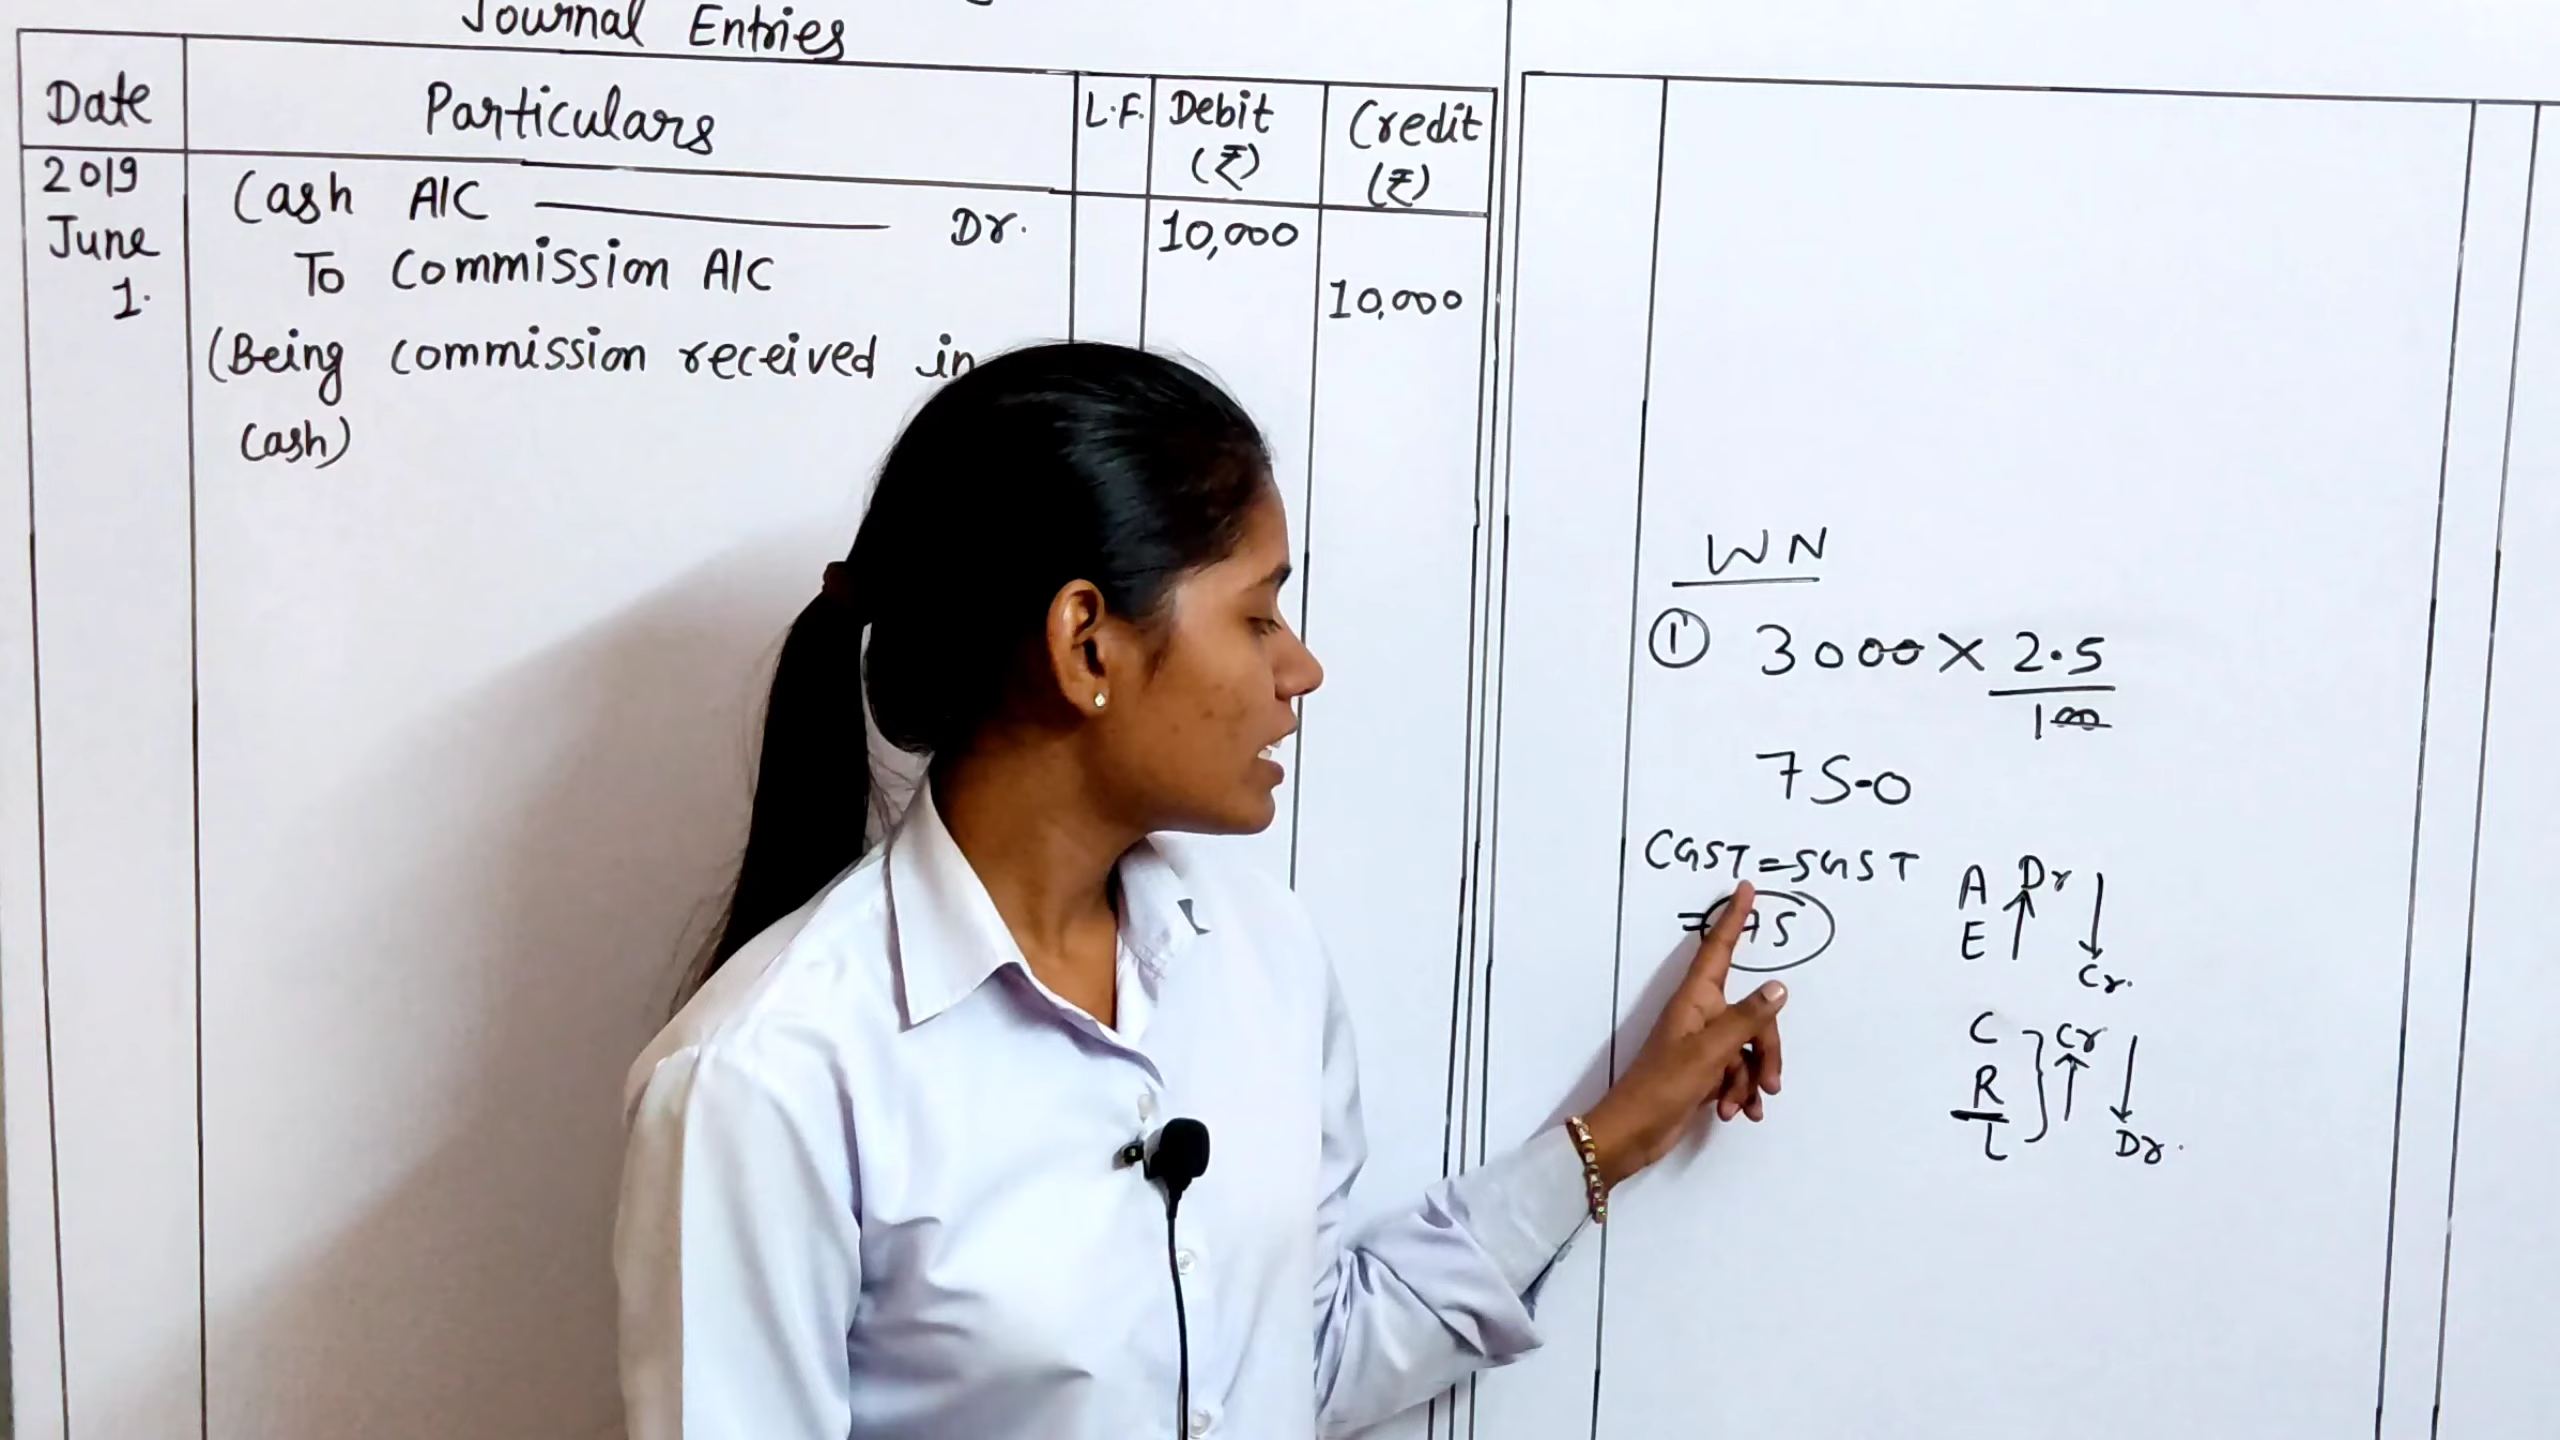 Journal Entries
Date Particulars L.F. Debit (₹) Credit (₹)
2019
June
1.
Cash A/C ——— Dr. 10,000
To Commission A/C 10,000
(Being commission received in
cash)
WN
① 3000 × 2.5
100
75-0
CGST=SGST
= 75
A Dr
E Cr.
C Cr
R
L Dr.